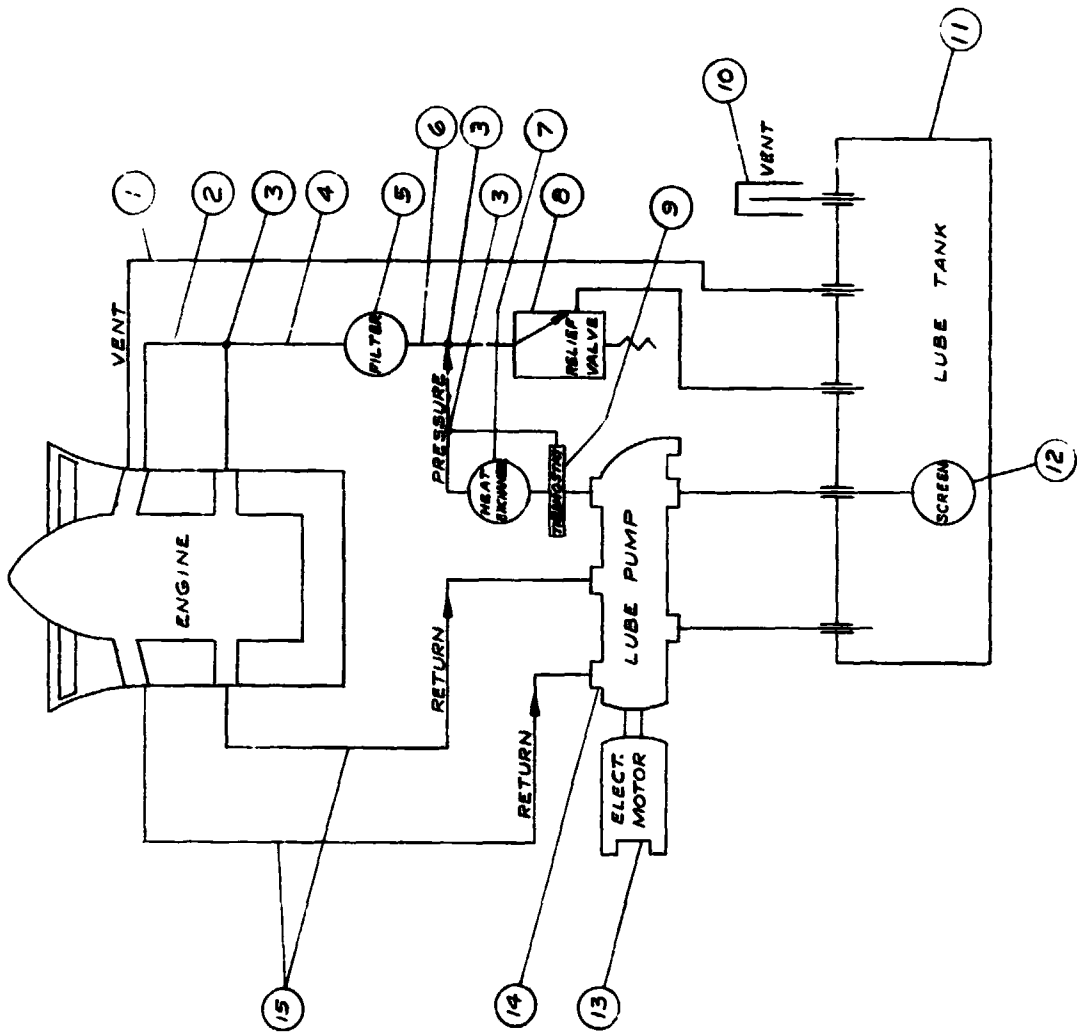 VENT
1
2
3
4
5
6
3
7
3
8
9
10
VENT
11
ENGINE
FILTER
PRESSURE
HEAT
RELIEF
VALVE
RETURN
RETURN
LUBE PUMP
ELECT.
MOTOR
LUBE TANK
SCREEN
12
13
14
15